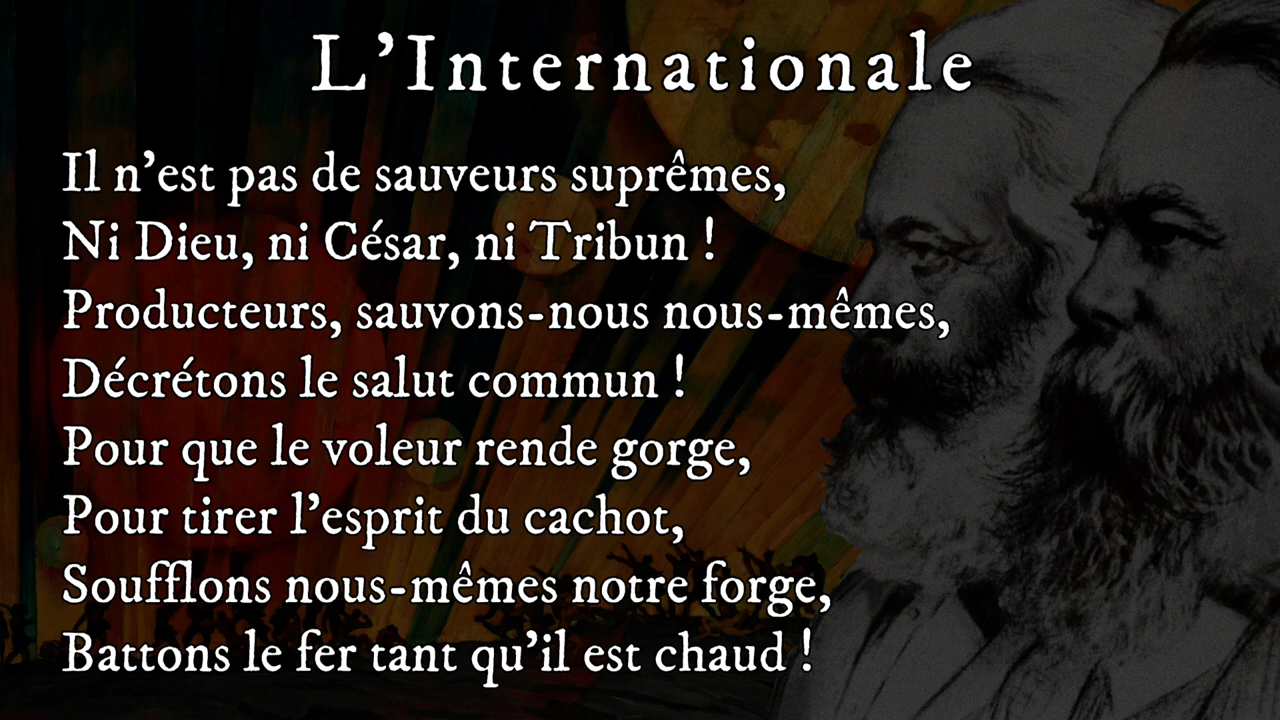 L’Internationale
Il n’est pas de sauveurs suprêmes,
Ni Dieu, ni César, ni Tribun !
Producteurs, sauvons-nous nous-mêmes,
Décrétons le salut commun !
Pour que le voleur rende gorge,
Pour tirer l’esprit du cachot,
Soufflons nous-mêmes notre forge,
Battons le fer tant qu’il est chaud !